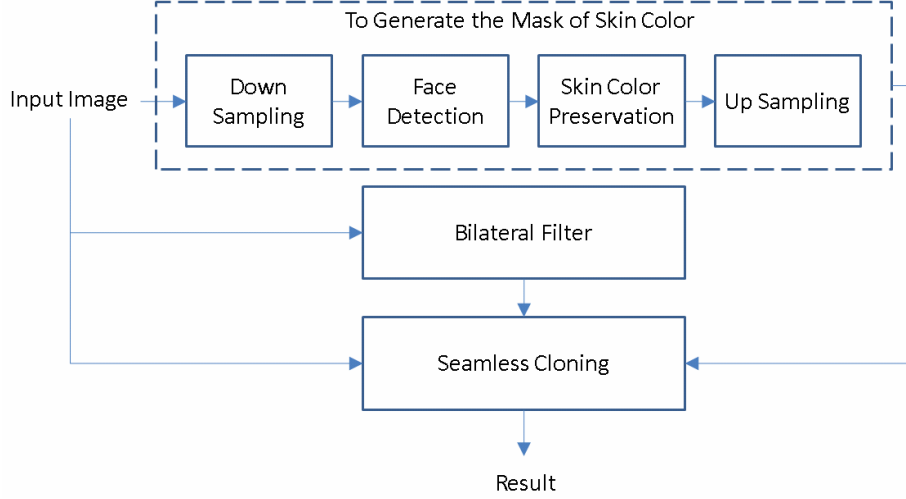 To Generate the Mask of Skin Color
Input Image
Down
Sampling
Face
Detection
Skin Color
Preservation
Up Sampling
Bilateral Filter
Seamless Cloning
Result